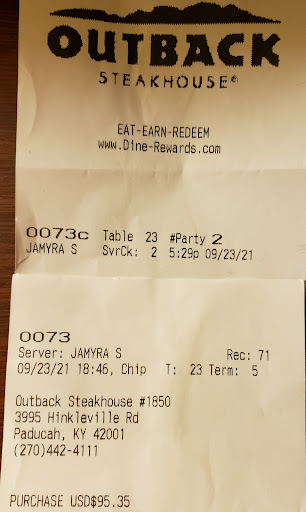 OUTBACK
STEAKHOUSE®
EAT-EARN-REDEEM
www.Dine-Rewards.com
0073c Table 23 #Party 2
JAMYRA S SvrCk: 2 5:29p 09/23/21
0073
Server: JAMYRA S Rec: 71
09/23/21 18:46, Chip T: 23 Term: 5
Outback Steakhouse #1850
3995 Hinkleville Rd
Paducah, KY 42001
(270)442-4111
PURCHASE USD$95.35